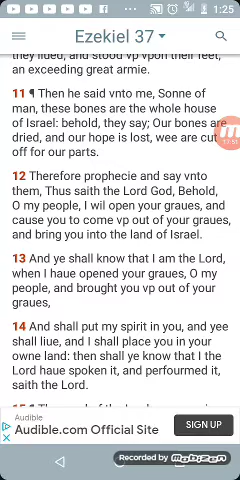 1:25
Ezekiel 37
they liued, and stood vp vpon their feet,
an exceeding great armie.
11 ¶ Then he said vnto me, Sonne of
man, these bones are the whole house
of Israel: behold, they say; Our bones are
dried, and our hope is lost, wee are cut
off for our parts.
12 Therefore prophecie and say vnto
them, Thus saith the Lord God, Behold,
O my people, I wil open your graues, and
cause you to come vp out of your graues,
and bring you into the land of Israel.
13 And ye shall know that I am the Lord,
when I haue opened your graues, O my
people, and brought you vp out of your
graues,
14 And shall put my spirit in you, and yee
shall liue, and I shall place you in your
owne land: then shall ye know that I the
Lord haue spoken it, and perfourmed it,
saith the Lord.
Audible
Audible.com Official Site
SIGN UP
Recorded by mobizen